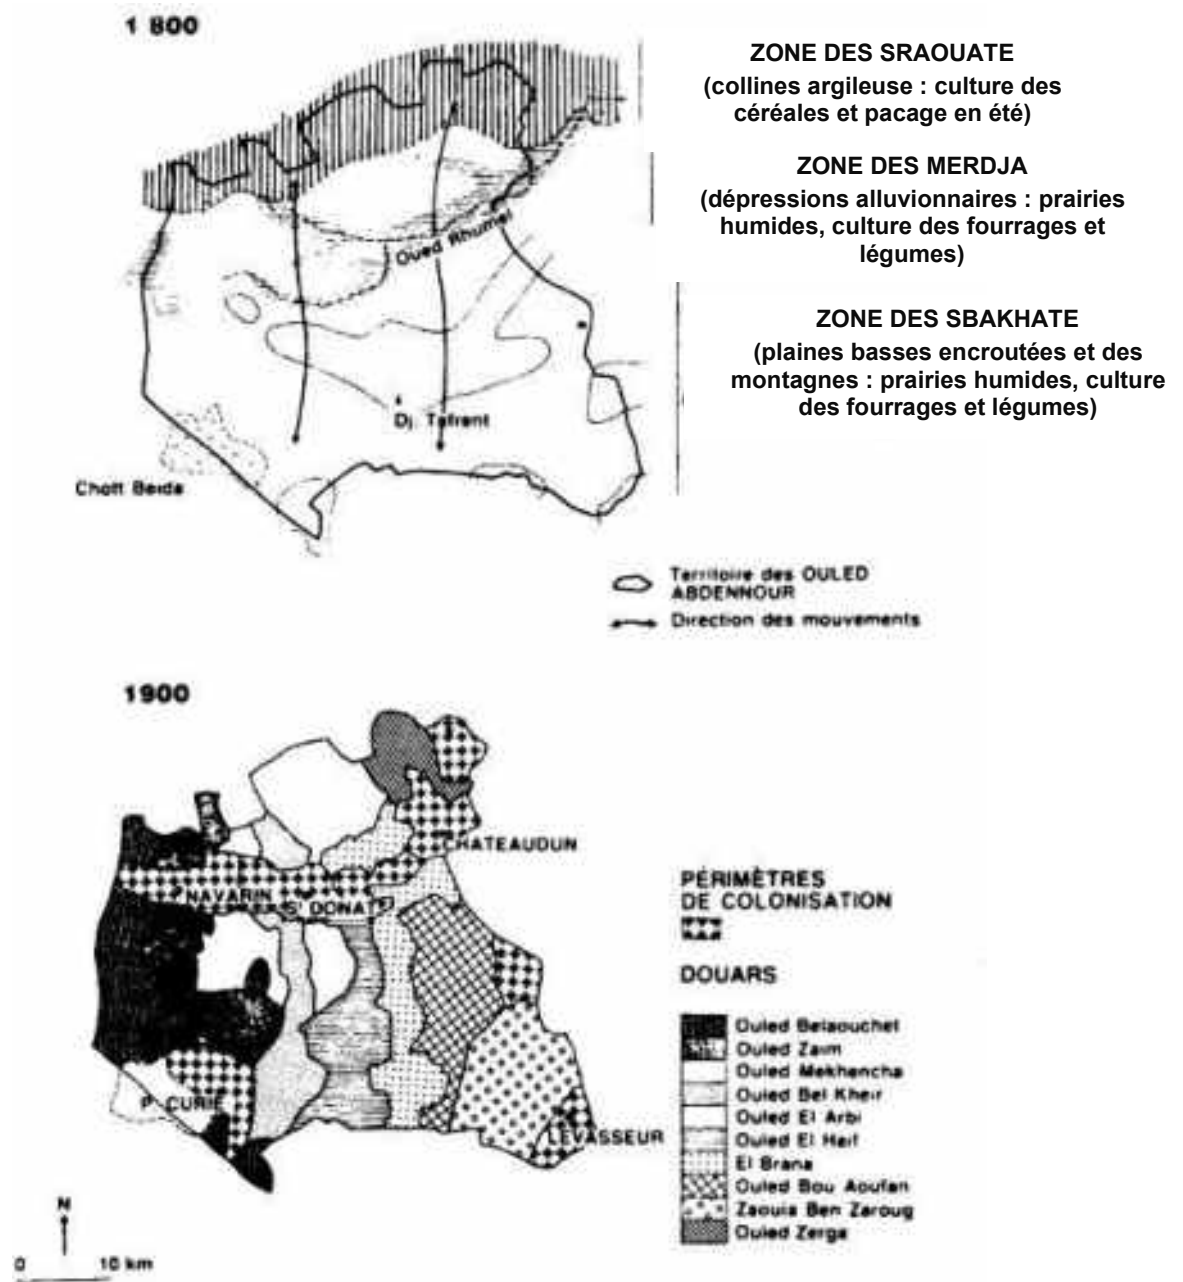 1 800
ZONE DES SRAOUATE
(collines argileuse : culture des
céréales et pacage en été)
ZONE DES MERDJA
(dépressions alluvionnaires : prairies
humides, culture des fourrages et
légumes)
Oued Rhumel
ZONE DES SBAKHATE
(plaines basses encroutées et des
montagnes : prairies humides, culture
des fourrages et légumes)
Dj. Tafrent
Chott Beida
Territoire des OULED
ABDENNOUR
Direction des mouvements
1900
CHATEAUDUN
NAVARIN
St DONAT
P. CURIE
LEVASSEUR
PÉRIMÈTRES
DE COLONISATION
DOUARS
Ouled Belaouchet
Ouled Zaim
Ouled Mekhencha
Ouled Bel Kheir
Ouled El Arbi
Ouled El Haif
El Brana
Ouled Bou Aoufan
Zaouia Ben Zaroug
Ouled Zerga
N
0 10 km